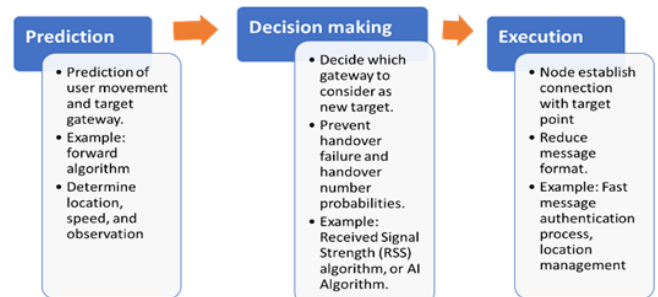 Prediction
• Prediction of
user movement
and target
gateway.
• Example:
forward
algorithm
• Determine
location,
speed, and
observation
Decision making
• Decide which
gateway to
consider as
new target.
• Prevent
handover
failure and
handover
number
probabilities.
• Example:
Received Signal
Strength (RSS)
algorithm, or AI
Algorithm.
Execution
• Node establish
connection
with target
point
• Reduce
message
format.
• Example: Fast
message
authentication
process,
location
management